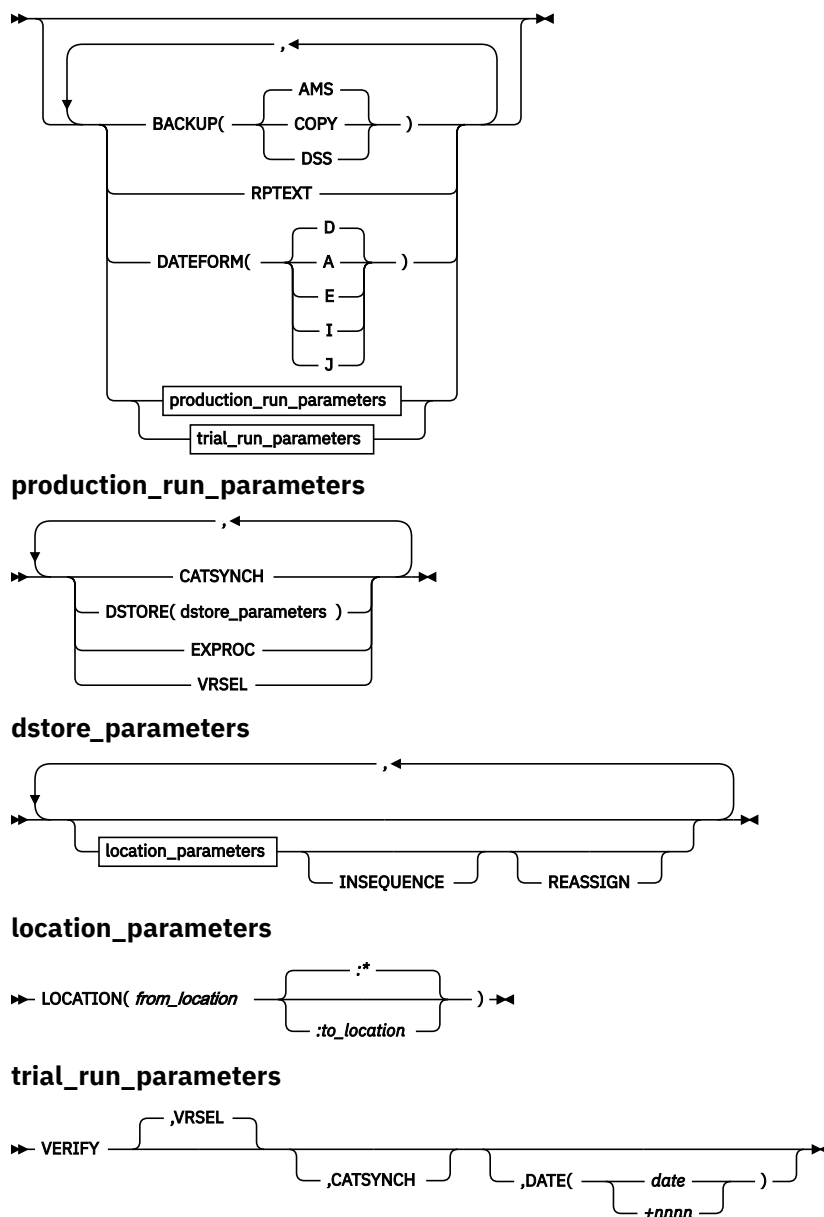 ,
AMS
BACKUP( COPY )
DSS
RPTEXT
D
DATEFORM( A )
E
I
J
production_run_parameters
trial_run_parameters
production_run_parameters
,
CATSYNCH
DSTORE( dstore_parameters )
EXPROC
VRSEL
dstore_parameters
,
location_parameters
INSEQUENCE REASSIGN
location_parameters
:*
LOCATION( from_location )
:to_location
trial_run_parameters
,VRSEL
VERIFY
,CATSYNCH ,DATE( date )
+nnnn